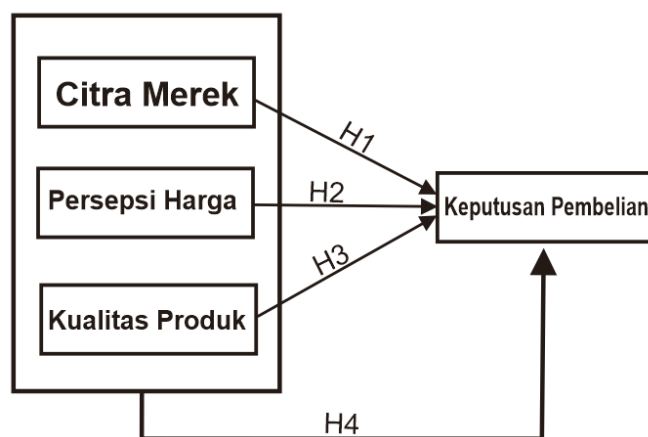 Citra Merek
H1
Persepsi Harga
H2
Keputusan Pembelian
H3
Kualitas Produk
H4